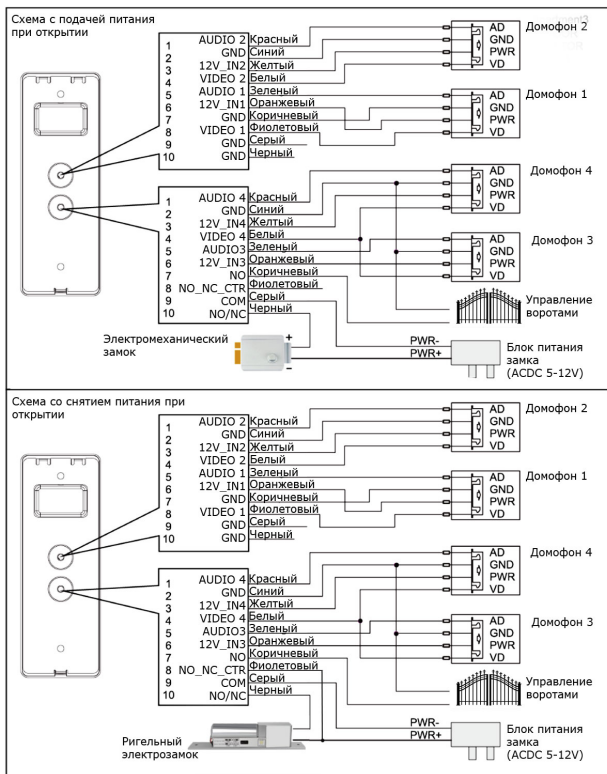 Схема с подачей питания
при открытии
1 AUDIO 2 Красный
2 GND Синий
3 12V_IN2 Желтый
4 VIDEO 2 Белый
5 AUDIO 1 Зеленый
6 12V_IN1 Оранжевый
7 GND Коричневый
8 VIDEO 1 Фиолетовый
9 GND Серый
10 GND Черный
AD
GND
PWR
VD
Домофон 2
AD
GND
PWR
VD
Домофон 1
1 AUDIO 4 Красный
2 GND Синий
3 12V_IN4 Желтый
4 VIDEO 4 Белый
5 AUDIO3 Зеленый
6 12V_IN3 Оранжевый
7 NO Коричневый
8 NO_NC_CTR Фиолетовый
9 COM Серый
10 NO/NC Черный
AD
GND
PWR
VD
Домофон 4
AD
GND
PWR
VD
Домофон 3
Управление
воротами
Электромеханический
замок
+
–
PWR-
PWR+
Блок питания
замка
(ACDC 5-12V)
Схема со снятием питания при
открытии
1 AUDIO 2 Красный
2 GND Синий
3 12V_IN2 Желтый
4 VIDEO 2 Белый
5 AUDIO 1 Зеленый
6 12V_IN1 Оранжевый
7 GND Коричневый
8 VIDEO 1 Фиолетовый
9 GND Серый
10 GND Черный
AD
GND
PWR
VD
Домофон 2
AD
GND
PWR
VD
Домофон 1
1 AUDIO 4 Красный
2 GND Синий
3 12V_IN4 Желтый
4 VIDEO 4 Белый
5 AUDIO3 Зеленый
6 12V_IN3 Оранжевый
7 NO Коричневый
8 NO_NC_CTR Фиолетовый
9 COM Серый
10 NO/NC Черный
AD
GND
PWR
VD
Домофон 4
AD
GND
PWR
VD
Домофон 3
Управление
воротами
Ригельный
электрозамок
PWR-
PWR+
Блок питания
замка
(ACDC 5-12V)